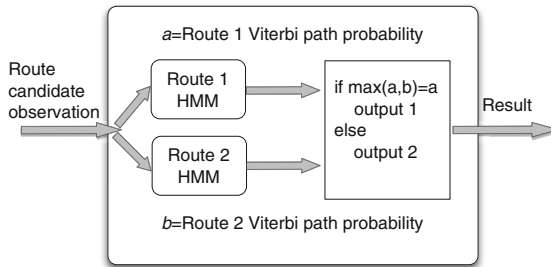 a=Route 1 Viterbi path probability
Route
candidate
observation
Route 1
HMM
Route 2
HMM
if max(a,b)=a
output 1
else
output 2
Result
b=Route 2 Viterbi path probability